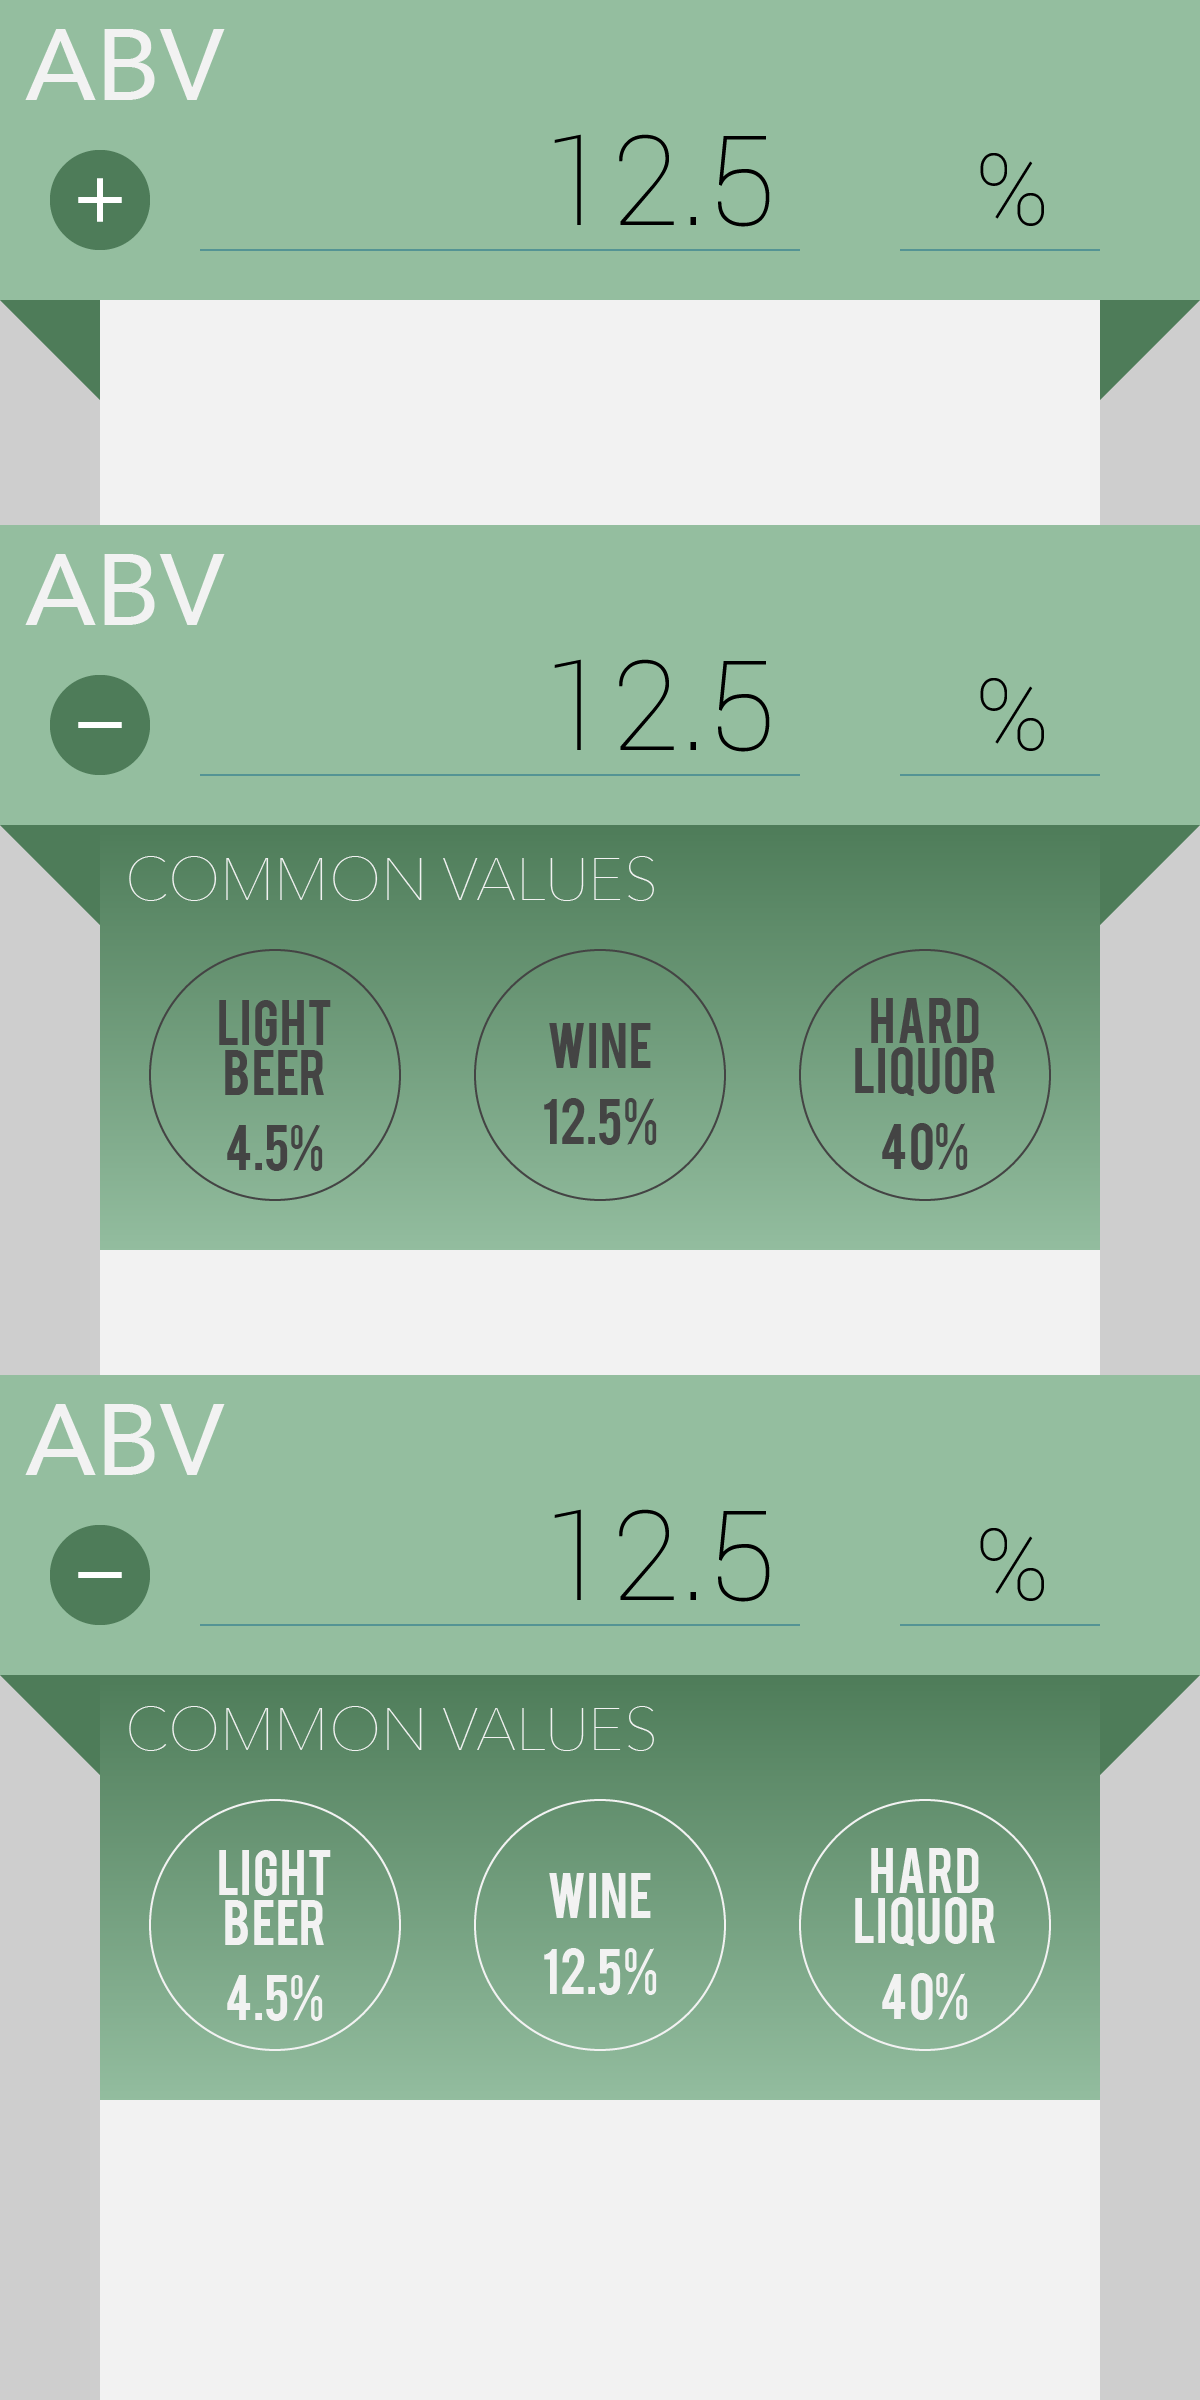 ABV
+ 12.5 %
ABV
− 12.5 %
COMMON VALUES
LIGHT
BEER
4.5%
WINE
12.5%
HARD
LIQUOR
40%
ABV
− 12.5 %
COMMON VALUES
LIGHT
BEER
4.5%
WINE
12.5%
HARD
LIQUOR
40%